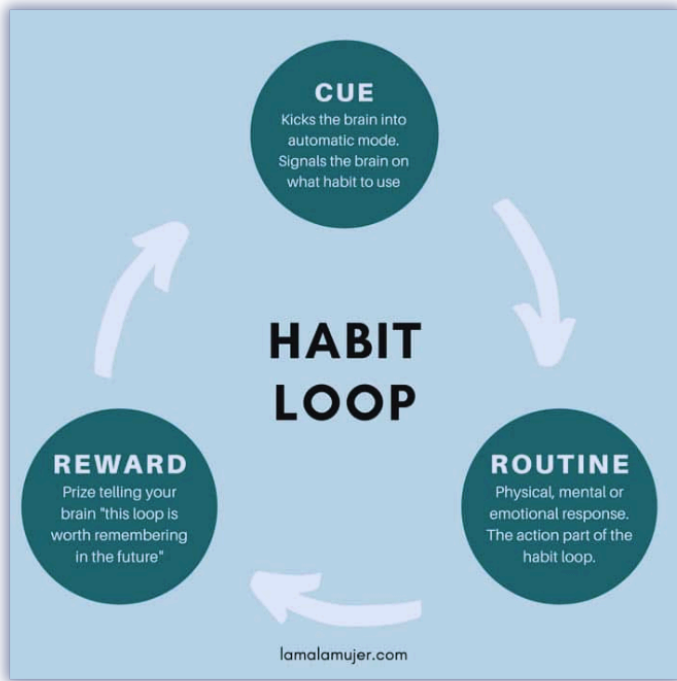 CUE
Kicks the brain into
automatic mode.
Signals the brain on
what habit to use
HABIT
LOOP
REWARD
Prize telling your
brain "this loop is
worth remembering
in the future"
ROUTINE
Physical, mental or
emotional response.
The action part of the
habit loop.
lamalamujer.com